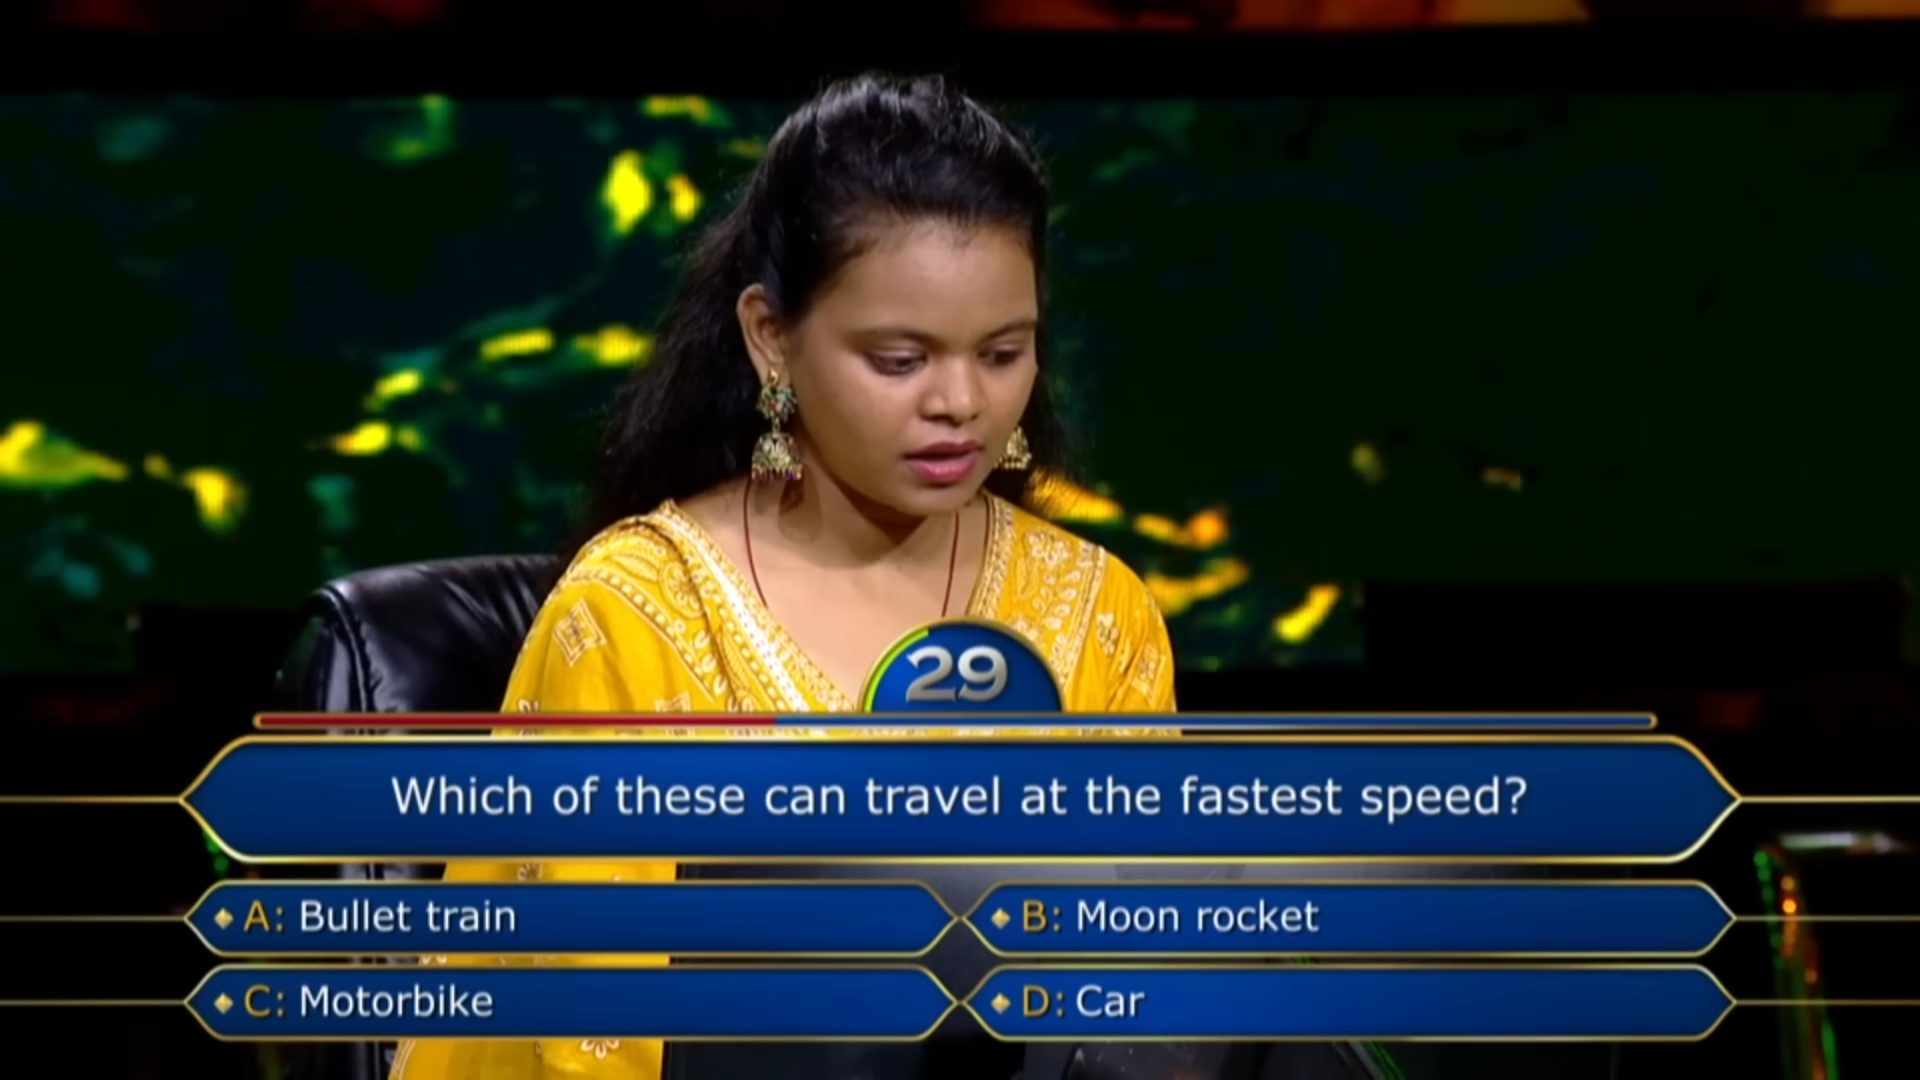 29
Which of these can travel at the fastest speed?
A: Bullet train
B: Moon rocket
C: Motorbike
D: Car